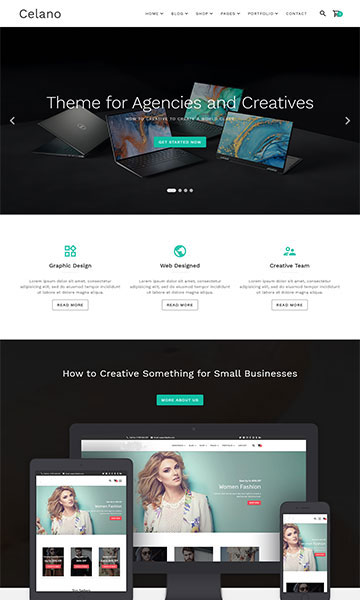 Celano
HOME BLOG SHOP PAGES PORTFOLIO CONTACT
Theme for Agencies and Creatives
HOW TO CREATIVE TO CREATE A WORLD CLASS
GET STARTED NOW
Graphic Design
Web Designed
Creative Team
Lorem ipsum dolor sit amet, consectetur
adipiscing elit, sed do eiusmod tempor incididunt
ut labore et dolore magna aliqua.
Lorem ipsum dolor sit amet, consectetur
adipiscing elit, sed do eiusmod tempor incididunt
ut labore et dolore magna aliqua.
Lorem ipsum dolor sit amet, consectetur
adipiscing elit, sed do eiusmod tempor incididunt
ut labore et dolore magna aliqua.
READ MORE
READ MORE
READ MORE
How to Creative Something for Small Businesses
MORE ABOUT US
Women Fashion
Women Fashion
Women Fashion